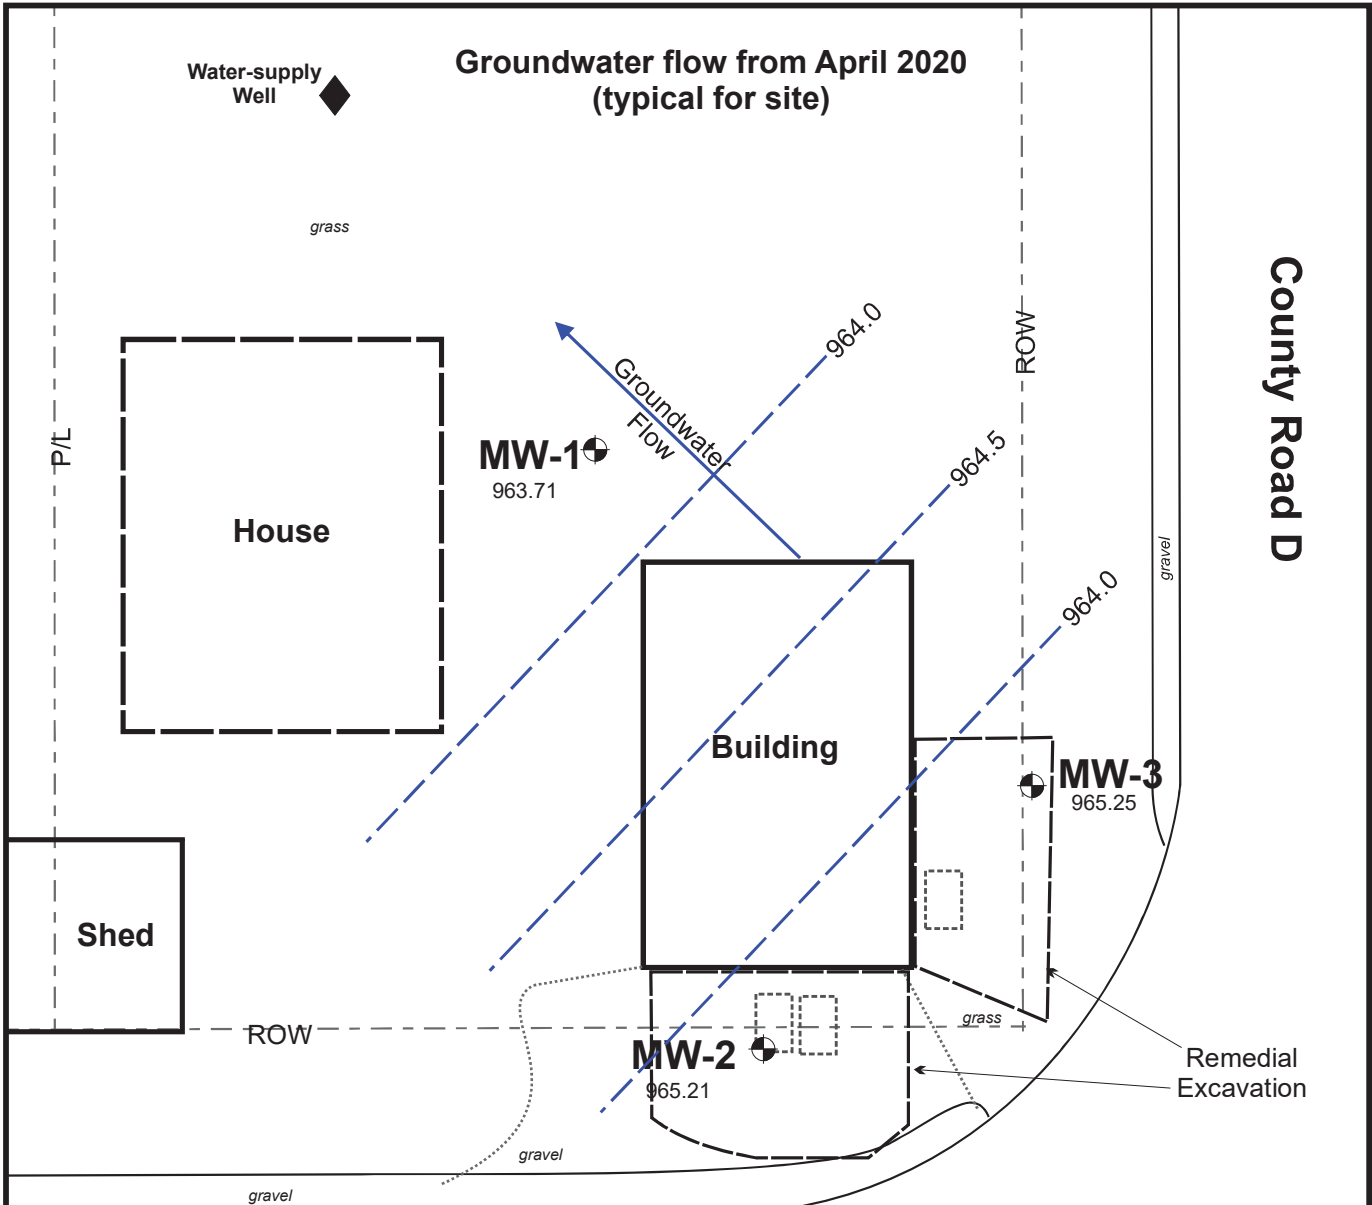 Groundwater flow from April 2020
(typical for site)
Water-supply
Well
grass
964.0
ROW
County Road D
Groundwater
Flow
P/L
MW-1
963.71
964.5
House
gravel
964.0
Building
MW-3
965.25
Shed
grass
ROW
MW-2
965.21
Remedial
Excavation
gravel
gravel